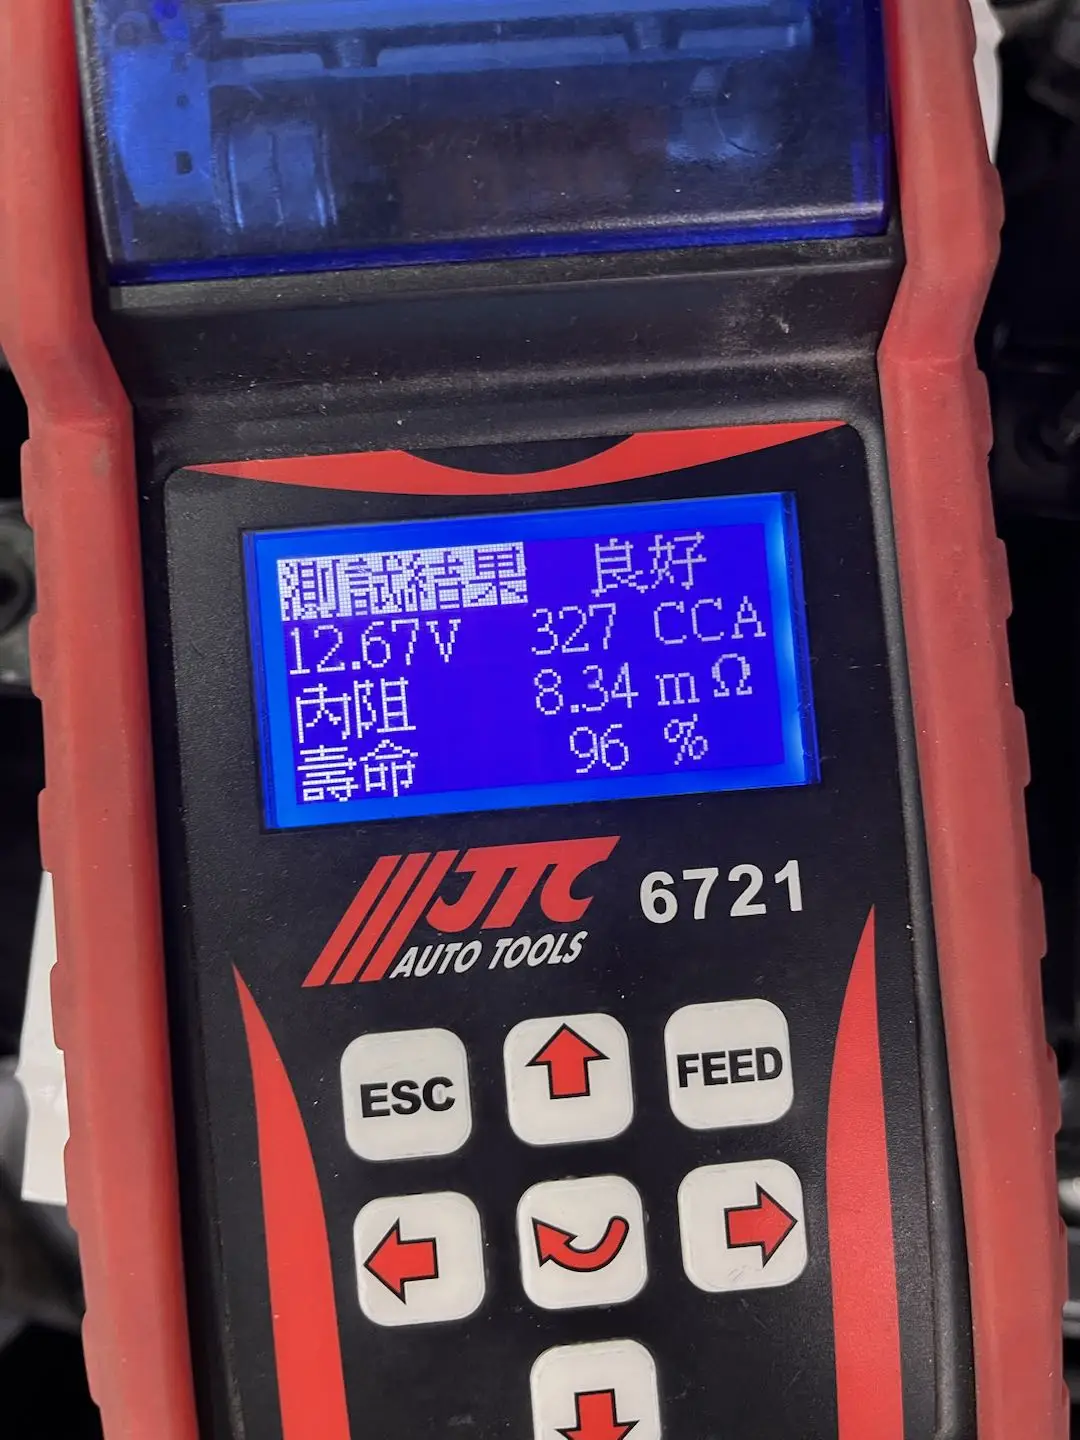 測試結果 良好
12.67V 327 CCA
內阻 8.34 mΩ
壽命 96 %
JTC 6721
AUTO TOOLS
ESC FEED